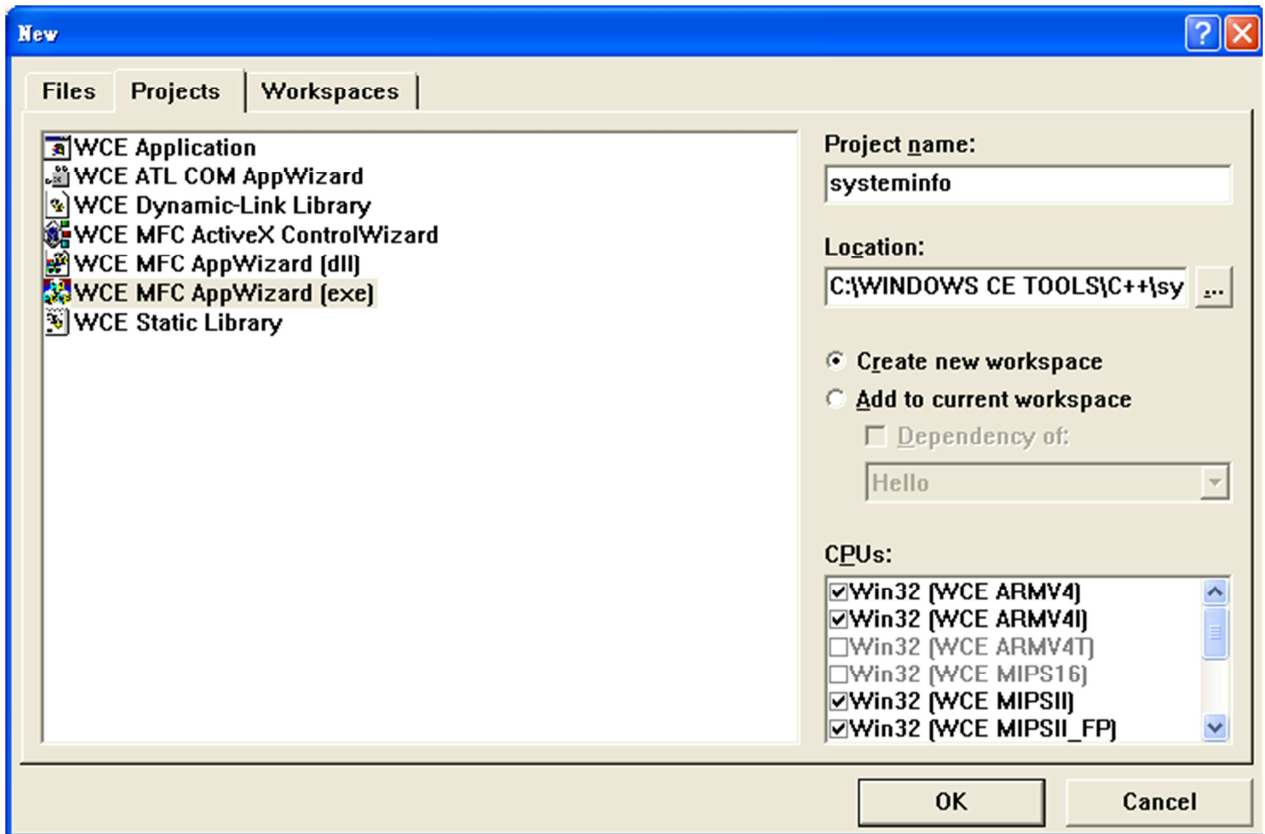 New
Files Projects Workspaces
WCE Application
WCE ATL COM AppWizard
WCE Dynamic-Link Library
WCE MFC ActiveX ControlWizard
WCE MFC AppWizard (dll)
WCE MFC AppWizard (exe)
WCE Static Library
Project name:
systeminfo
Location:
C:\WINDOWS CE TOOLS\C++\sy ...
Create new workspace
Add to current workspace
Dependency of:
Hello
CPUs:
Win32 (WCE ARMV4)
Win32 (WCE ARMV4I)
Win32 (WCE ARMV4T)
Win32 (WCE MIPS16)
Win32 (WCE MIPSII)
Win32 (WCE MIPSII_FP)
OK Cancel